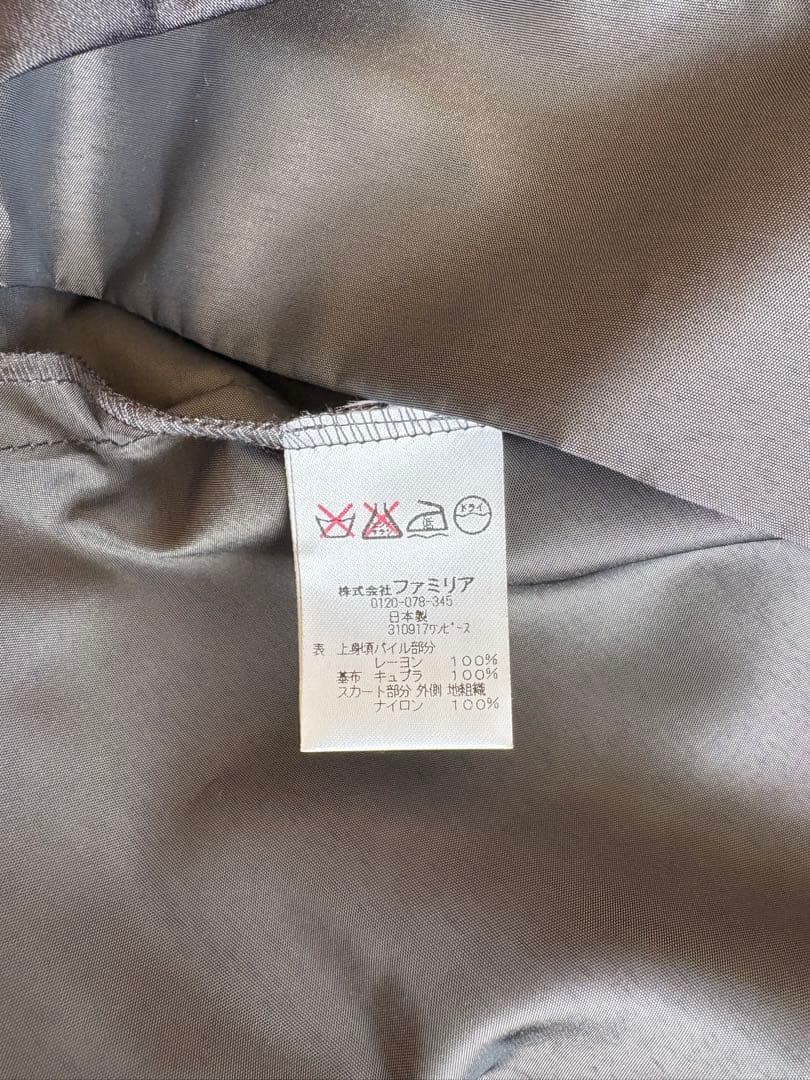 低 ドライ
株式会社ファミリア
0120-078-345
日本製
310917ワンピース
表 上身頃パイル部分
レーヨン 100%
基布 キュプラ 100%
スカート部分 外側 地組織
ナイロン 100%